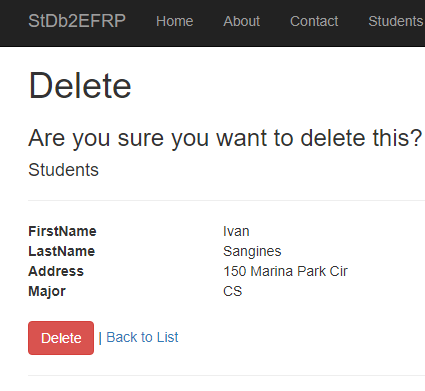 StDb2EFRP Home About Contact Students
Delete
Are you sure you want to delete this?
Students
FirstName Ivan
LastName Sangines
Address 150 Marina Park Cir
Major CS
Delete | Back to List